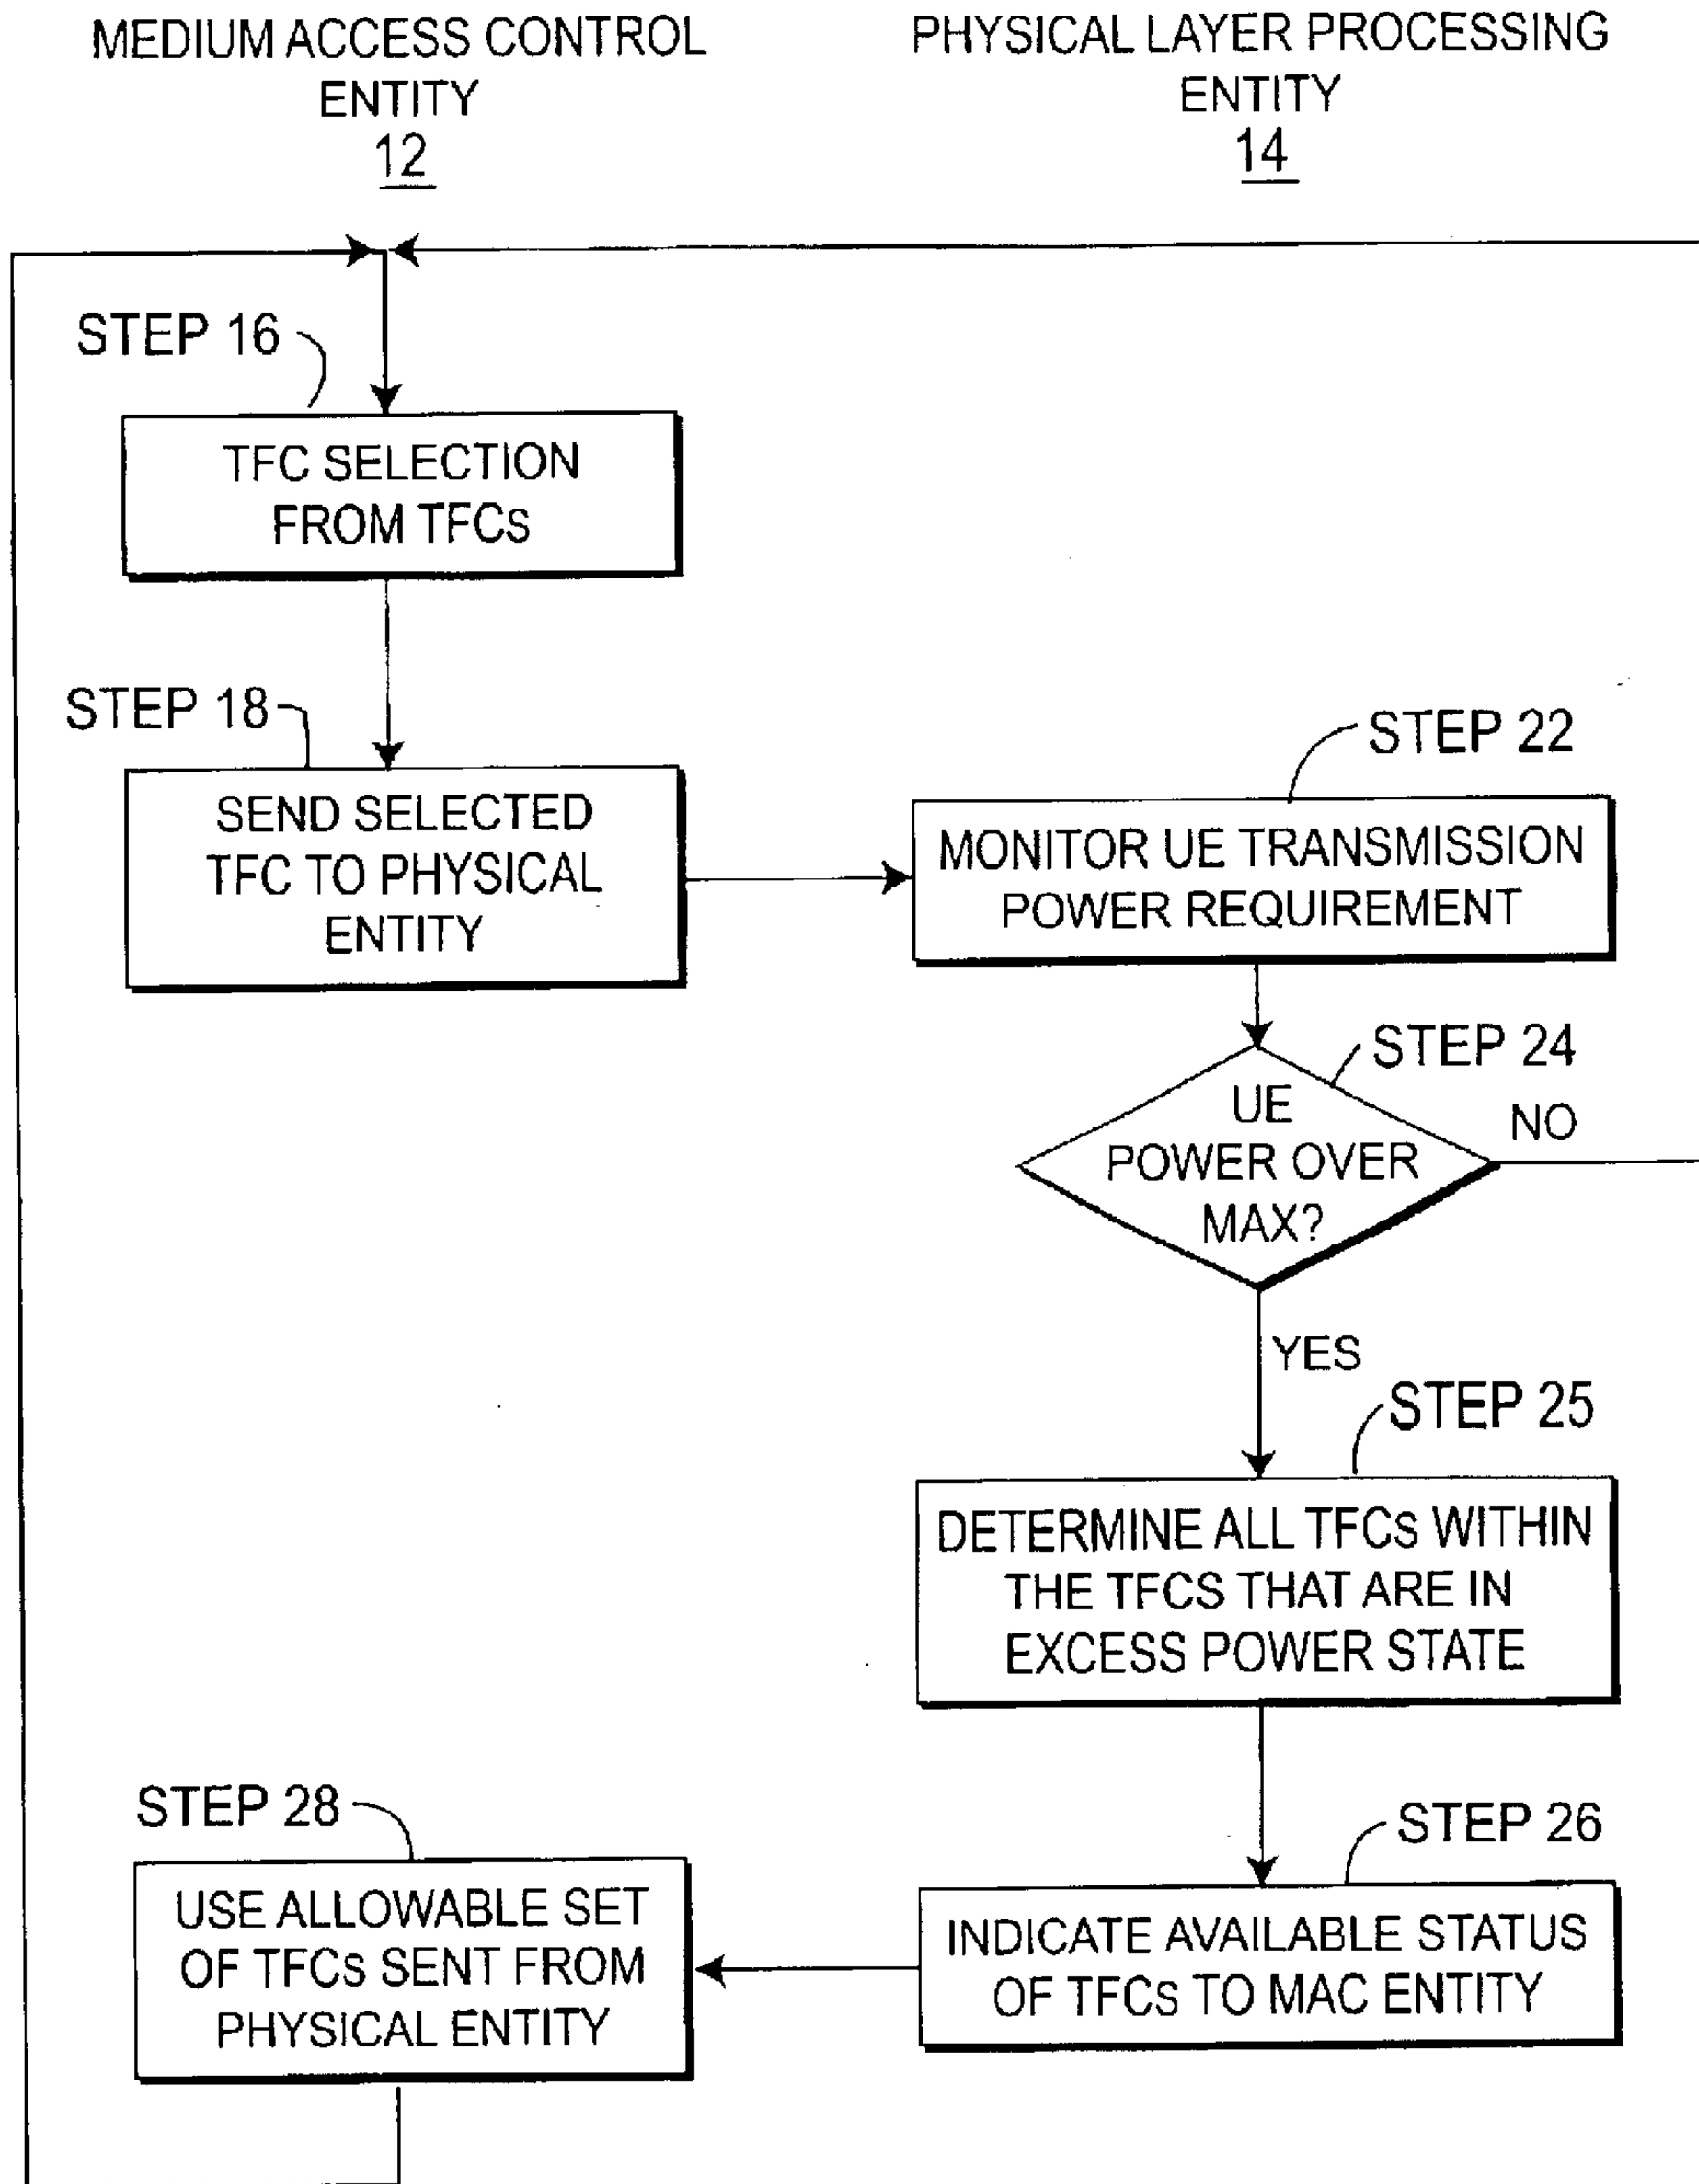 MEDIUM ACCESS CONTROL
ENTITY
12
PHYSICAL LAYER PROCESSING
ENTITY
14
STEP 16
TFC SELECTION
FROM TFCs
STEP 18
SEND SELECTED
TFC TO PHYSICAL
ENTITY
STEP 22
MONITOR UE TRANSMISSION
POWER REQUIREMENT
STEP 24
UE
POWER OVER
MAX?
NO
YES
STEP 25
DETERMINE ALL TFCs WITHIN
THE TFCS THAT ARE IN
EXCESS POWER STATE
STEP 26
INDICATE AVAILABLE STATUS
OF TFCs TO MAC ENTITY
STEP 28
USE ALLOWABLE SET
OF TFCs SENT FROM
PHYSICAL ENTITY